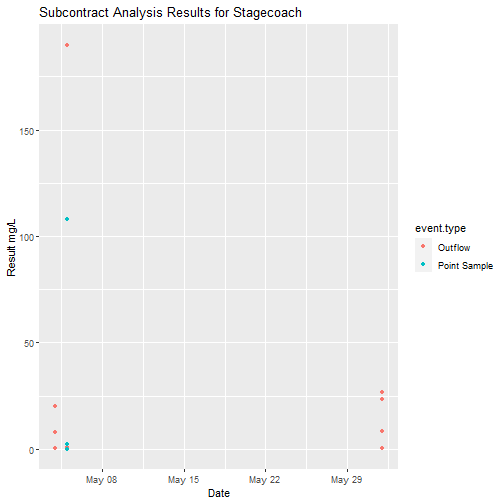 Subcontract Analysis Results for Stagecoach
150
100
50
0
Result mg/L
May 08 May 15 May 22 May 29
Date
event.type
Outflow
Point Sample